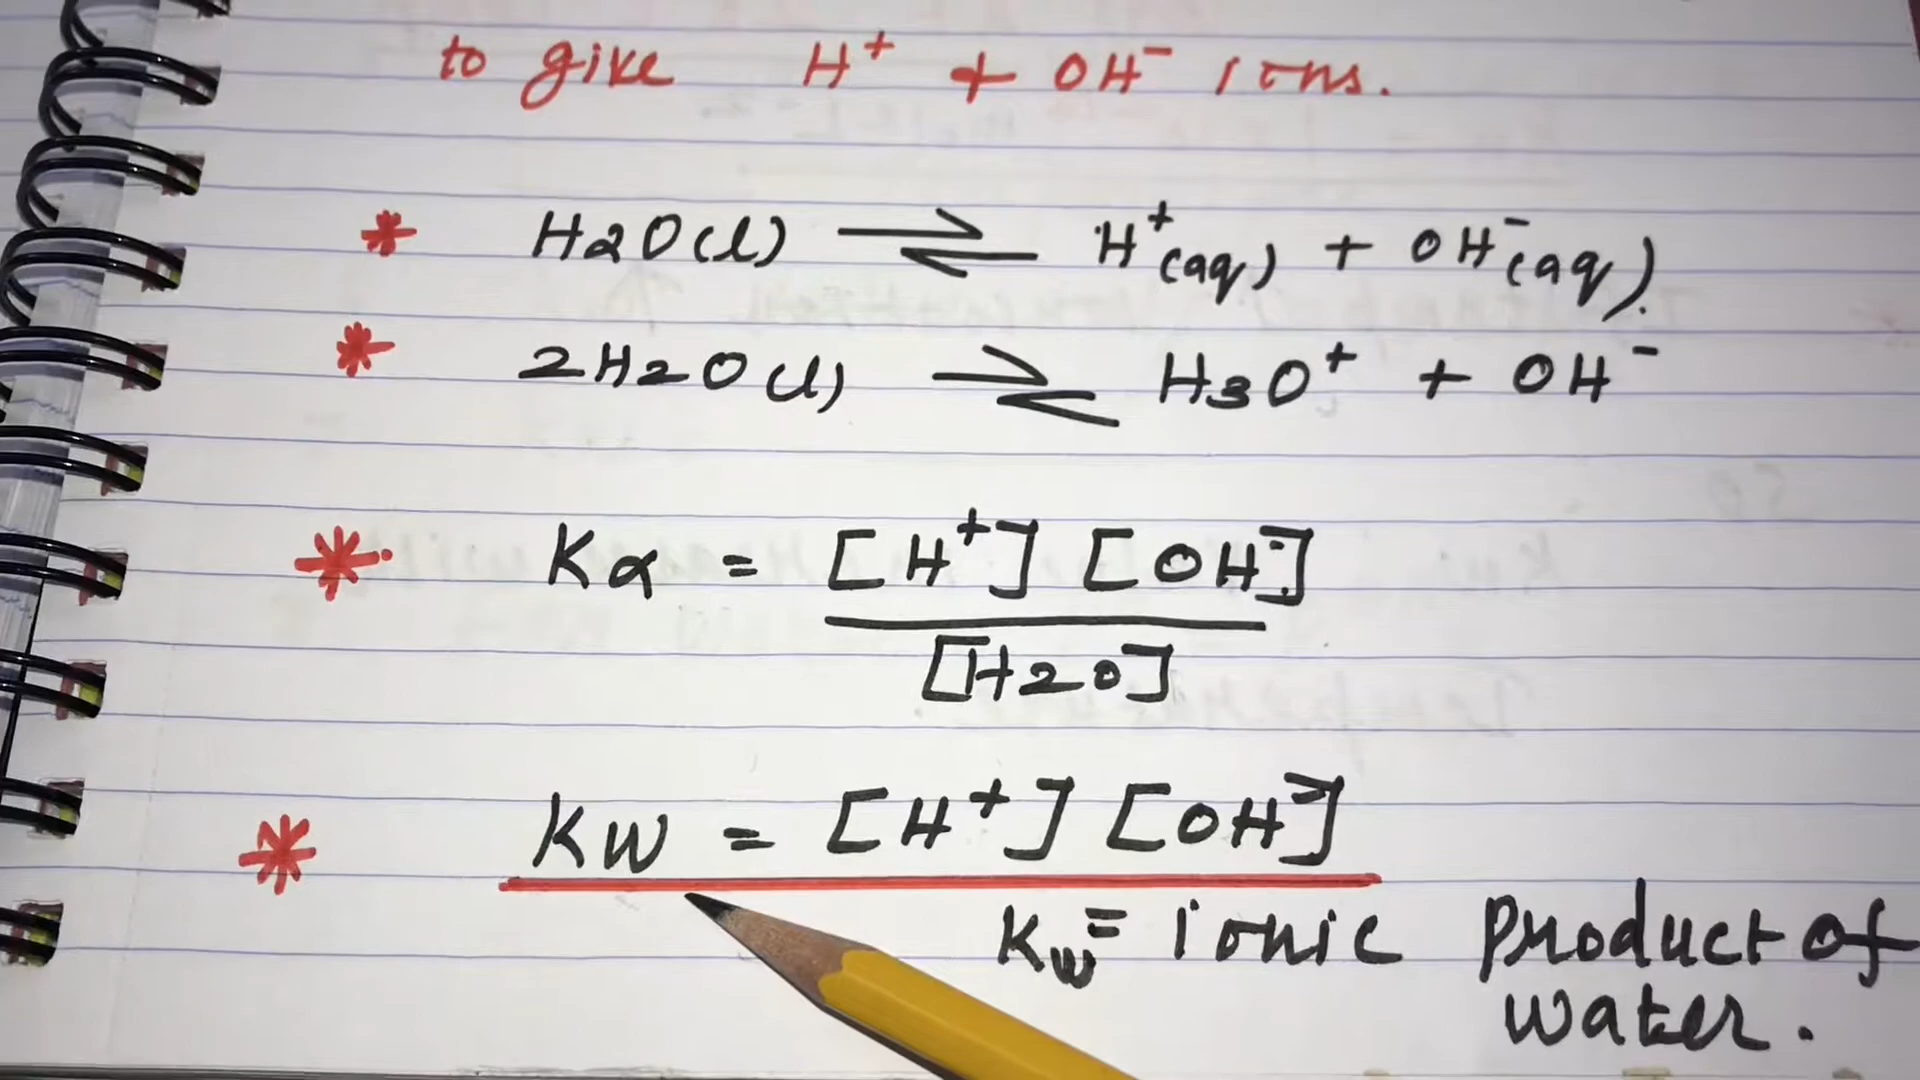 to give H⁺ + OH⁻ ions.
* H2O(l) ⇌ H⁺(aq) + OH⁻(aq).
* 2H2O(l) ⇌ H3O⁺ + OH⁻
* Kα = [H⁺] [OH⁻]
[H2O]
* Kw = [H⁺] [OH⁻]
Kw = ionic product of
water.